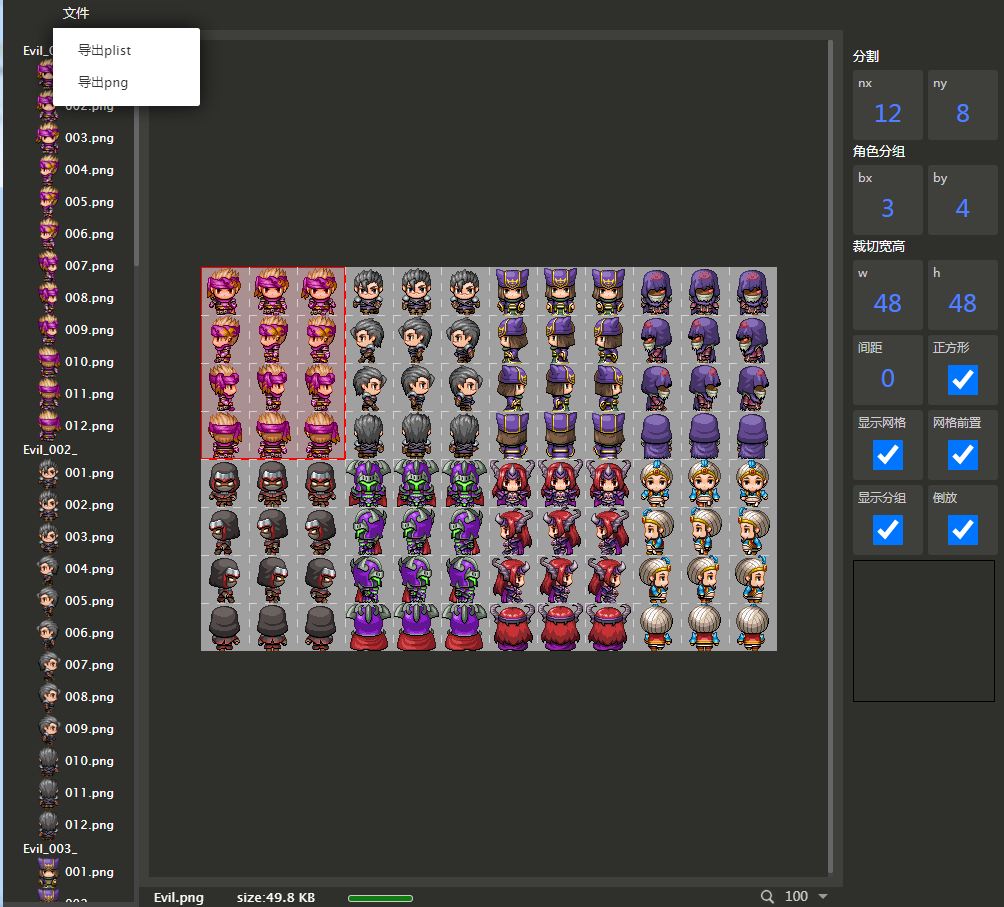 文件
导出plist
导出png
002.png
003.png
004.png
005.png
006.png
007.png
008.png
009.png
010.png
011.png
012.png
Evil_002_
001.png
002.png
003.png
004.png
005.png
006.png
007.png
008.png
009.png
010.png
011.png
012.png
Evil_003_
001.png
分割
nx ny
12 8
角色分组
bx by
3 4
裁切宽高
w h
48 48
间距 正方形
0
显示网格 网格前置
显示分组 倒放
Evil.png size:49.8 KB 100